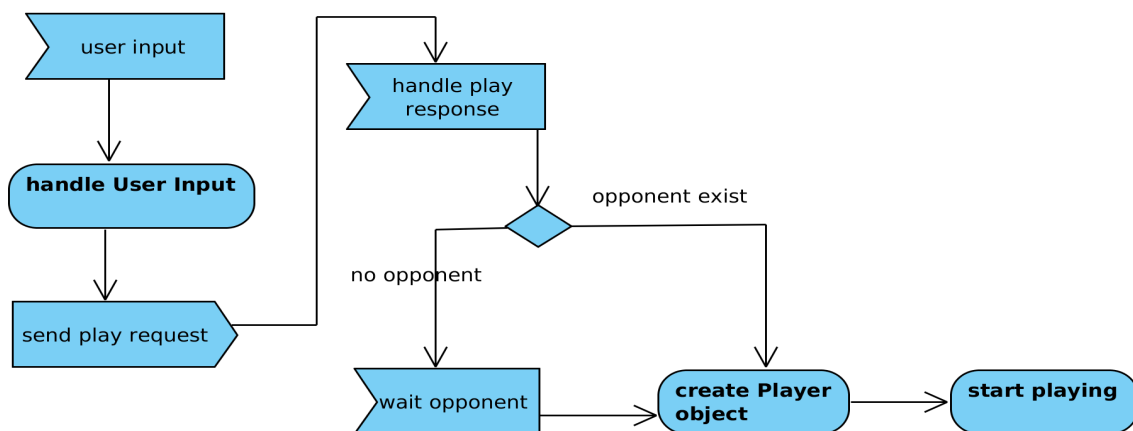 user input
handle User Input
send play request
handle play
response
opponent exist
no opponent
wait opponent
create Player
object
start playing